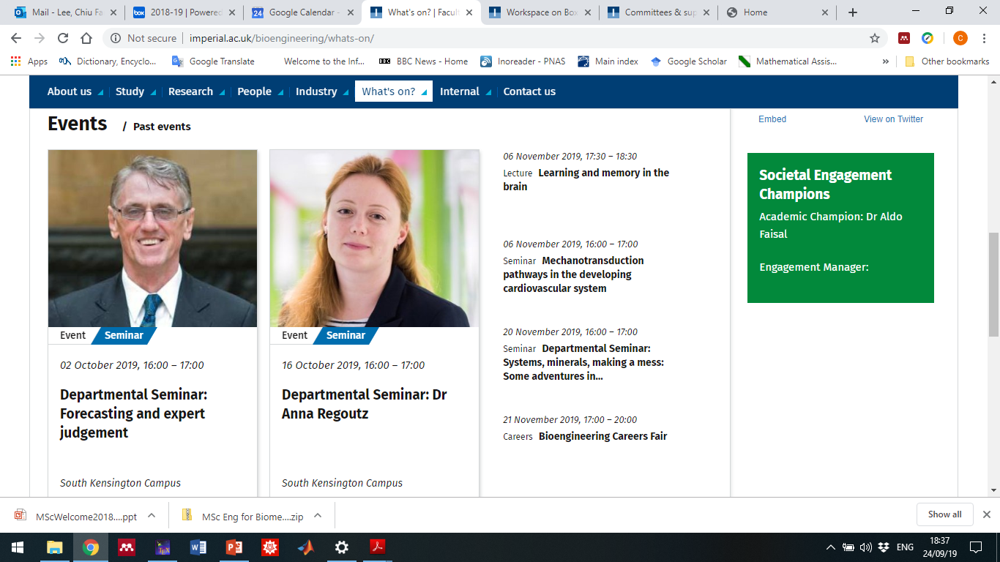 Mail - Lee, Chiu Fa
2018-19 | Powered
Google Calendar -
What's on? | Facult
Workspace on Box
Committees & sup
Home
Not secure | imperial.ac.uk/bioengineering/whats-on/
C
Apps
Dictionary, Encyclo...
Google Translate
Welcome to the Inf...
BBC News - Home
Inoreader - PNAS
Main index
Google Scholar
Mathematical Assis...
»
Other bookmarks
About us
Study
Research
People
Industry
What's on?
Internal
Contact us
Events / Past events
Event Seminar
02 October 2019, 16:00 – 17:00
Departmental Seminar:
Forecasting and expert
judgement
South Kensington Campus
Event Seminar
16 October 2019, 16:00 – 17:00
Departmental Seminar: Dr
Anna Regoutz
South Kensington Campus
06 November 2019, 17:30 – 18:30
Lecture Learning and memory in the
brain
06 November 2019, 16:00 – 17:00
Seminar Mechanotransduction
pathways in the developing
cardiovascular system
20 November 2019, 16:00 – 17:00
Seminar Departmental Seminar:
Systems, minerals, making a mess:
Some adventures in...
21 November 2019, 17:00 – 20:00
Careers Bioengineering Careers Fair
Embed
View on Twitter
Societal Engagement
Champions
Academic Champion: Dr Aldo
Faisal
Engagement Manager:
MScWelcome2018....ppt
MSc Eng for Biome....zip
Show all
ENG
18:37
24/09/19